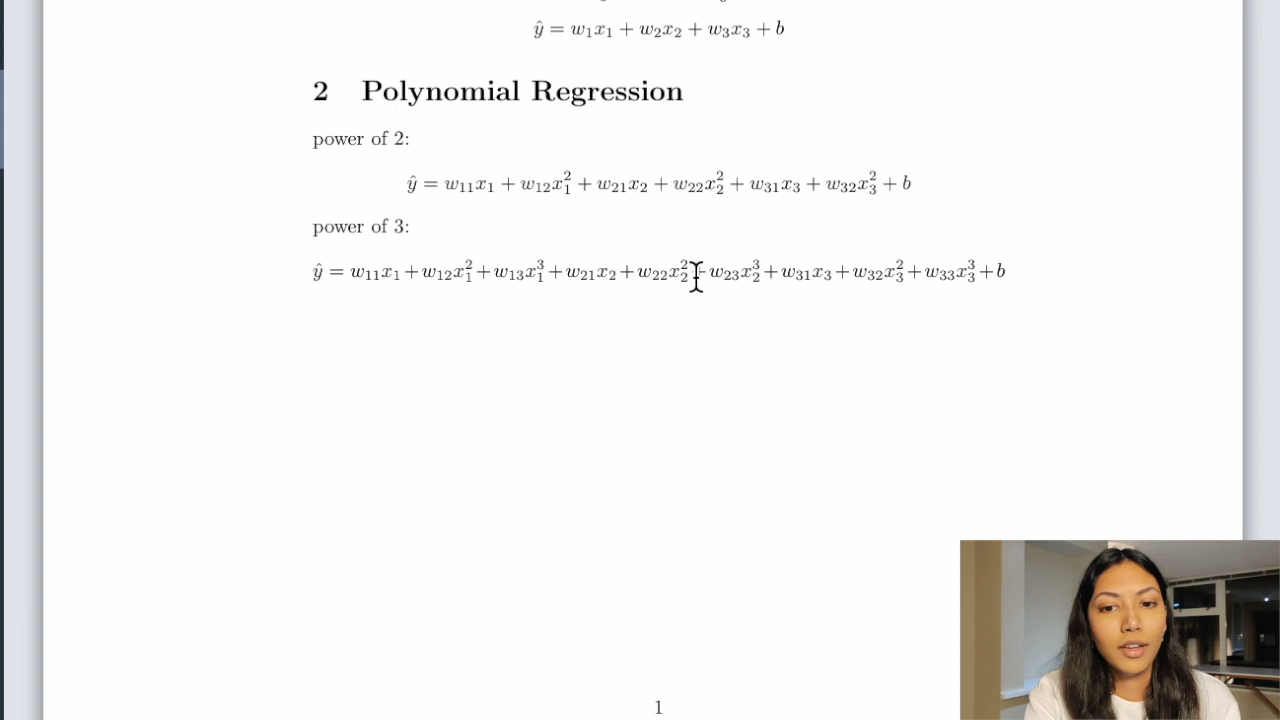 ŷ = w₁x₁ + w₂x₂ + w₃x₃ + b
2 Polynomial Regression
power of 2:
ŷ = w₁₁x₁ + w₁₂x₁² + w₂₁x₂ + w₂₂x₂² + w₃₁x₃ + w₃₂x₃² + b
power of 3:
ŷ = w₁₁x₁ + w₁₂x₁² + w₁₃x₁³ + w₂₁x₂ + w₂₂x₂² + w₂₃x₂³ + w₃₁x₃ + w₃₂x₃² + w₃₃x₃³ + b
1